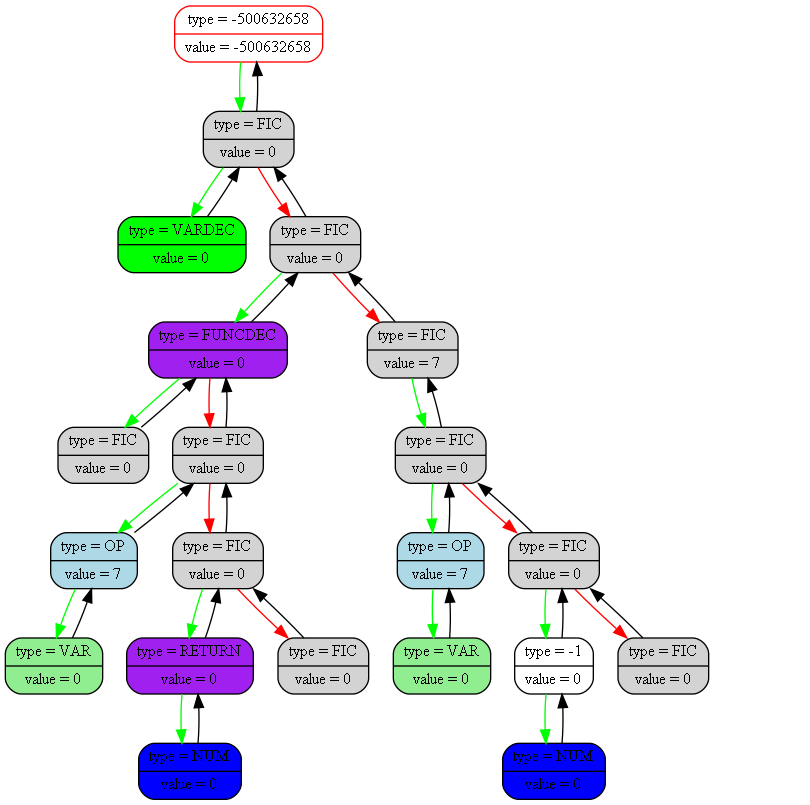 type = -500632658
value = -500632658
type = FIC
value = 0
type = VARDEC
value = 0
type = FIC
value = 0
type = FUNCDEC
value = 0
type = FIC
value = 7
type = FIC
value = 0
type = FIC
value = 0
type = FIC
value = 0
type = OP
value = 7
type = FIC
value = 0
type = OP
value = 7
type = FIC
value = 0
type = VAR
value = 0
type = RETURN
value = 0
type = FIC
value = 0
type = VAR
value = 0
type = -1
value = 0
type = FIC
value = 0
type = NUM
value = 0
type = NUM
value = 0